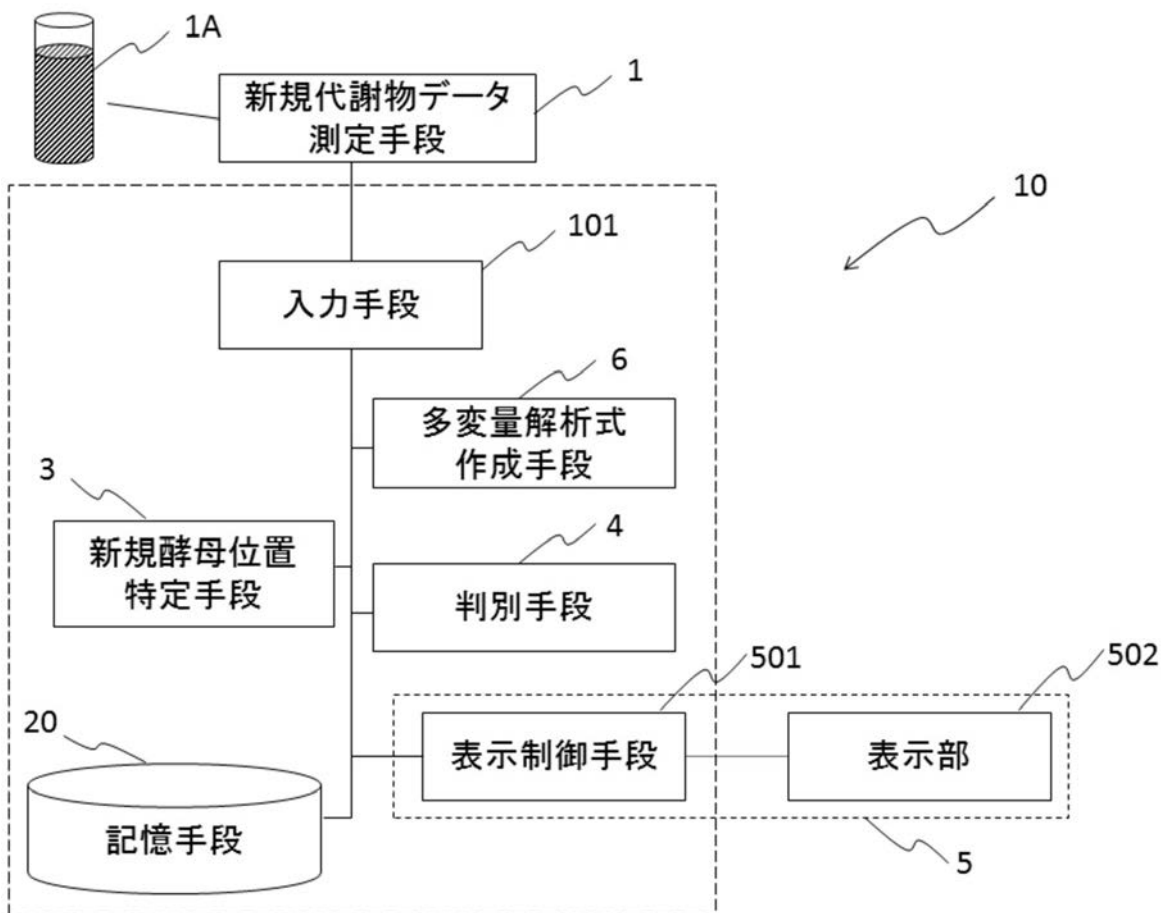 1A
1
新規代謝物データ
測定手段
10
101
入力手段
6
多変量解析式
作成手段
3
新規酵母位置
特定手段
4
判別手段
501
502
表示制御手段
表示部
20
記憶手段
5